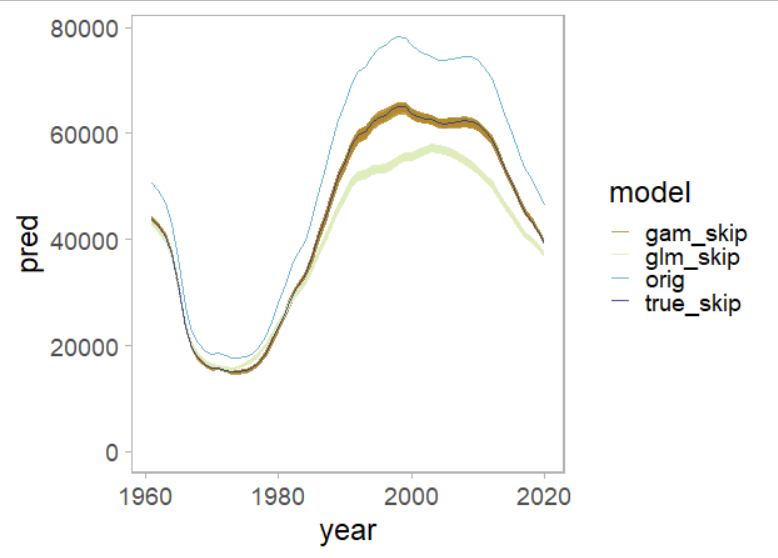 80000
60000
40000
20000
0
pred
1960
1980
2000
2020
year
model
gam_skip
glm_skip
orig
true_skip